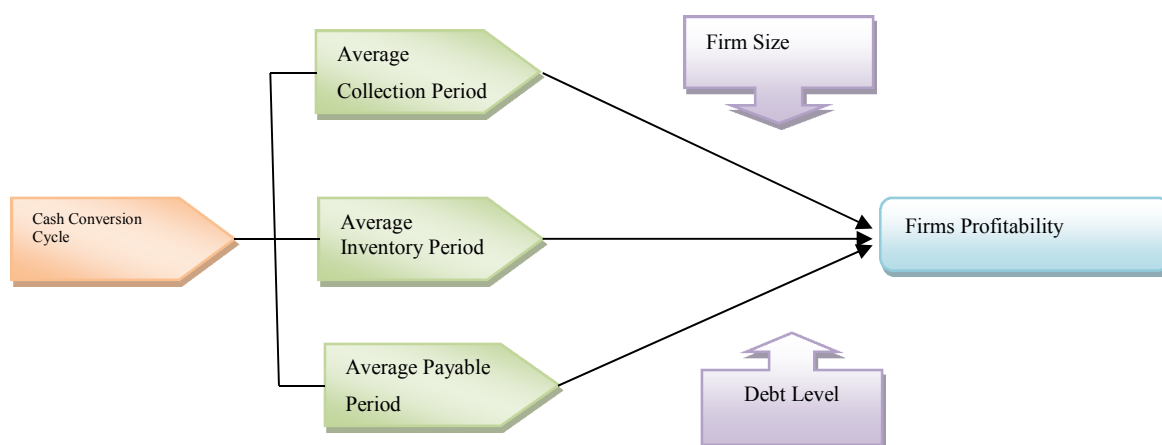 Average
Collection Period
Firm Size
Cash Conversion
Cycle
Average
Inventory Period
Firms Profitability
Average Payable
Period
Debt Level